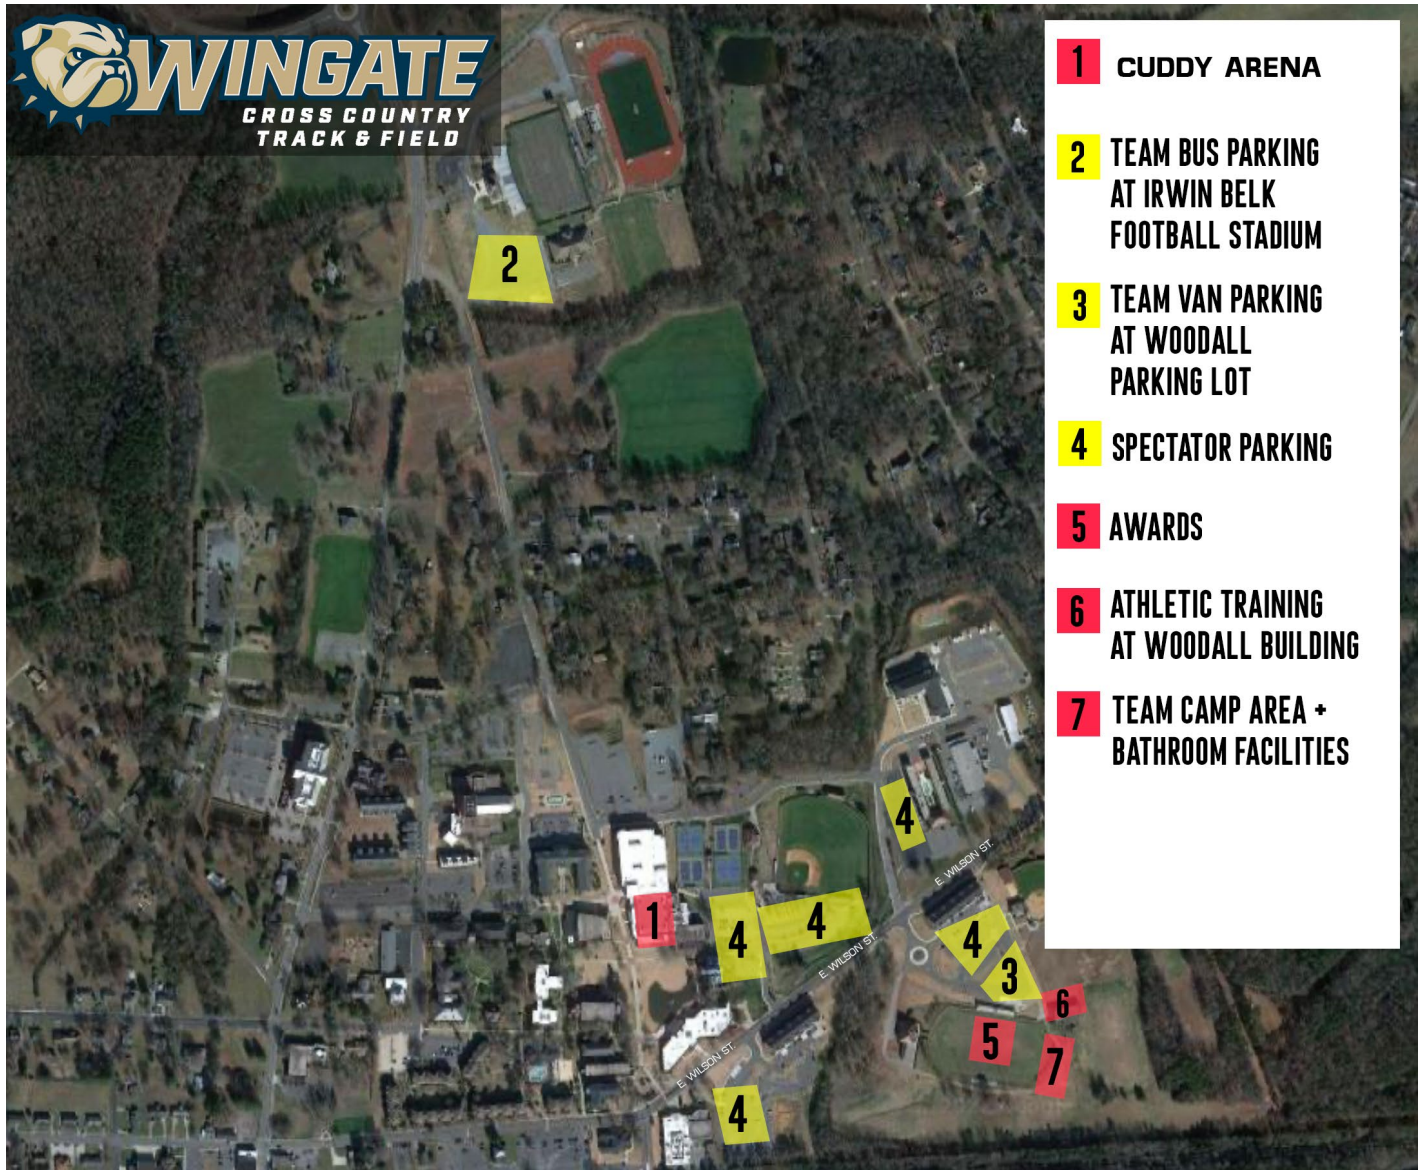 WINGATE
CROSS COUNTRY
TRACK & FIELD
1 CUDDY ARENA
2 TEAM BUS PARKING
AT IRWIN BELK
FOOTBALL STADIUM
3 TEAM VAN PARKING
AT WOODALL
PARKING LOT
4 SPECTATOR PARKING
5 AWARDS
6 ATHLETIC TRAINING
AT WOODALL BUILDING
7 TEAM CAMP AREA +
BATHROOM FACILITIES
2
4
E. WILSON ST.
1
4
4
4
E. WILSON ST.
3
6
5
7
E. WILSON ST.
4